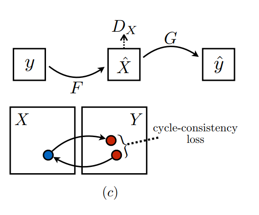 D_X
y X̂ G ŷ
F
X Y
cycle-consistency
loss
(c)